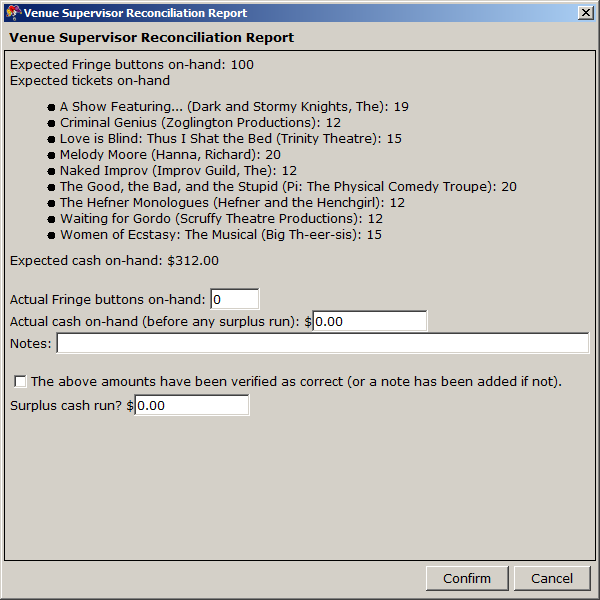 Venue Supervisor Reconciliation Report
Venue Supervisor Reconciliation Report
Expected Fringe buttons on-hand: 100
Expected tickets on-hand
A Show Featuring... (Dark and Stormy Knights, The): 19
Criminal Genius (Zoglington Productions): 12
Love is Blind: Thus I Shat the Bed (Trinity Theatre): 15
Melody Moore (Hanna, Richard): 20
Naked Improv (Improv Guild, The): 12
The Good, the Bad, and the Stupid (Pi: The Physical Comedy Troupe): 20
The Hefner Monologues (Hefner and the Henchgirl): 12
Waiting for Gordo (Scruffy Theatre Productions): 12
Women of Ecstasy: The Musical (Big Th-eer-sis): 15
Expected cash on-hand: $312.00
Actual Fringe buttons on-hand: 0
Actual cash on-hand (before any surplus run): $0.00
Notes:
The above amounts have been verified as correct (or a note has been added if not).
Surplus cash run? $0.00
Confirm Cancel